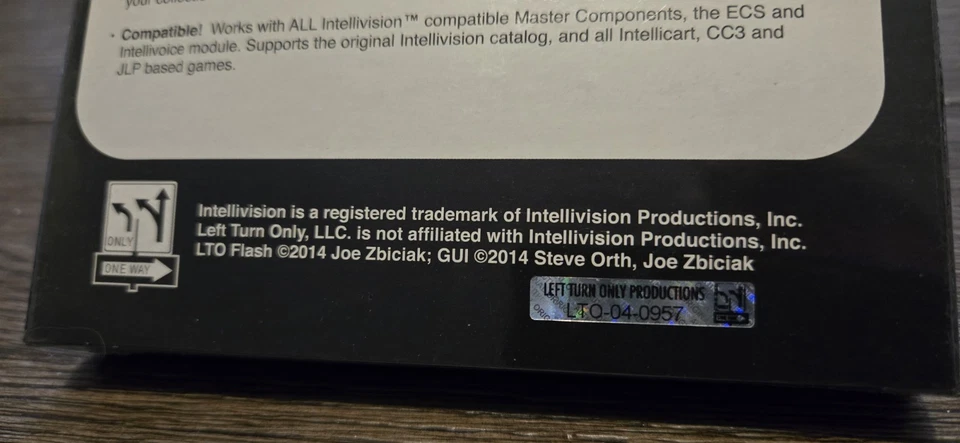 your
• Compatible! Works with ALL Intellivision™ compatible Master Components, the ECS and
Intellivoice module. Supports the original Intellivision catalog, and all Intellicart, CC3 and
JLP based games.
ONLY
ONE WAY
Intellivision is a registered trademark of Intellivision Productions, Inc.
Left Turn Only, LLC. is not affiliated with Intellivision Productions, Inc.
LTO Flash ©2014 Joe Zbiciak; GUI ©2014 Steve Orth, Joe Zbiciak
LEFT TURN ONLY PRODUCTIONS
LTO-04-0957